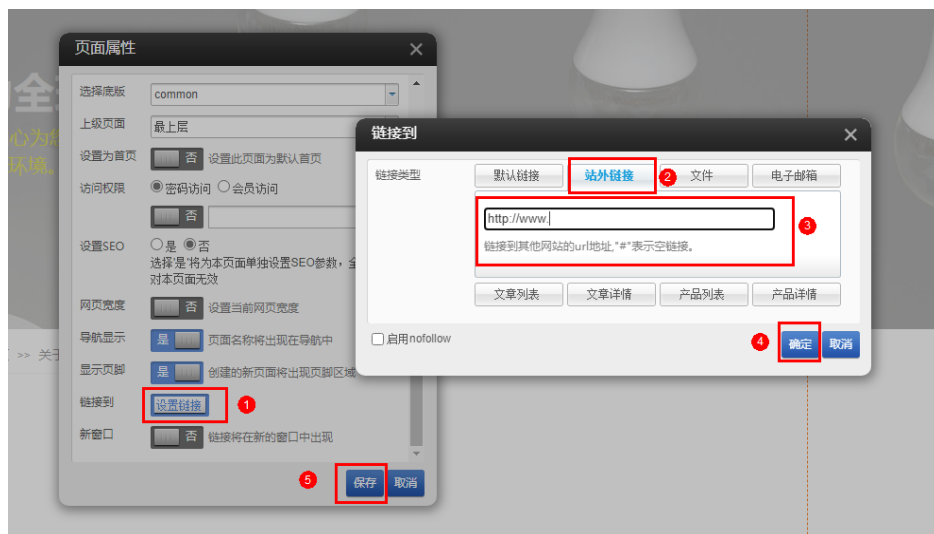 全
心为
环境。
>> 关于
页面属性
选择底版
common
上级页面
最上层
设置为首页
否
设置此页面为默认首页
访问权限
密码访问 会员访问
否
设置SEO
是 否
选择'是'将为本页面单独设置SEO参数，全
对本页面无效
网页宽度
否
设置当前网页宽度
导航显示
是
页面名称将出现在导航中
显示页脚
是
创建的新页面将出现页脚区域
链接到
设置链接
1
新窗口
否
链接将在新的窗口中出现
5
保存
取消
链接到
链接类型
默认链接
站外链接
2
文件
电子邮箱
http://www.
3
链接到其他网站的url地址,"#"表示空链接。
文章列表
文章详情
产品列表
产品详情
启用nofollow
4
确定
取消